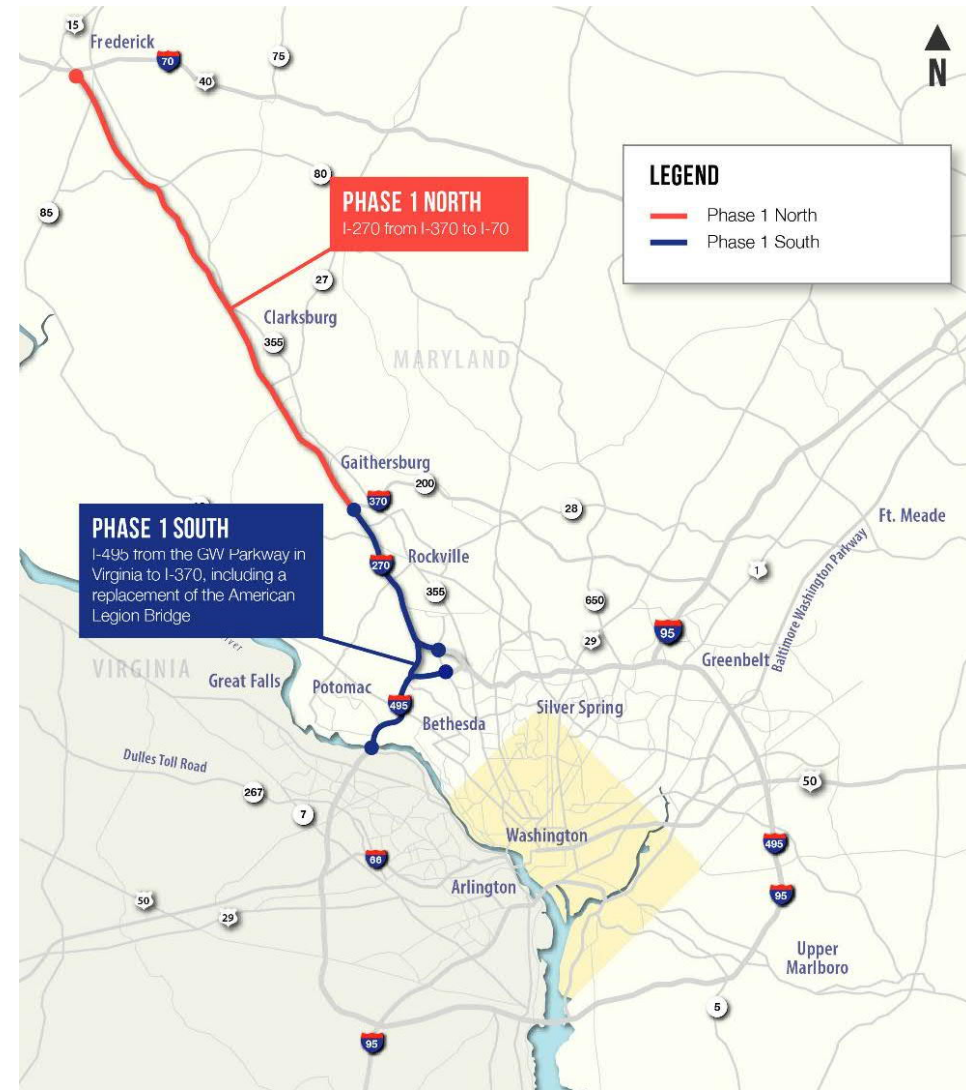 15
Frederick
70
40
75
N
LEGEND
Phase 1 North
Phase 1 South
80
PHASE 1 NORTH
I-270 from I-370 to I-70
85
27
Clarksburg
355
MARYLAND
Gaithersburg
200
370
28
Ft. Meade
PHASE 1 SOUTH
I-495 from the GW Parkway in
Virginia to I-370, including a
replacement of the American
Legion Bridge
Rockville
270
355
1
Baltimore Washington Parkway
650
29
95
Greenbelt
VIRGINIA
Great Falls
Potomac
495
Bethesda
Silver Spring
Dulles Toll Road
50
267
7
Washington
495
66
Arlington
95
50
29
Upper
Marlboro
5
95